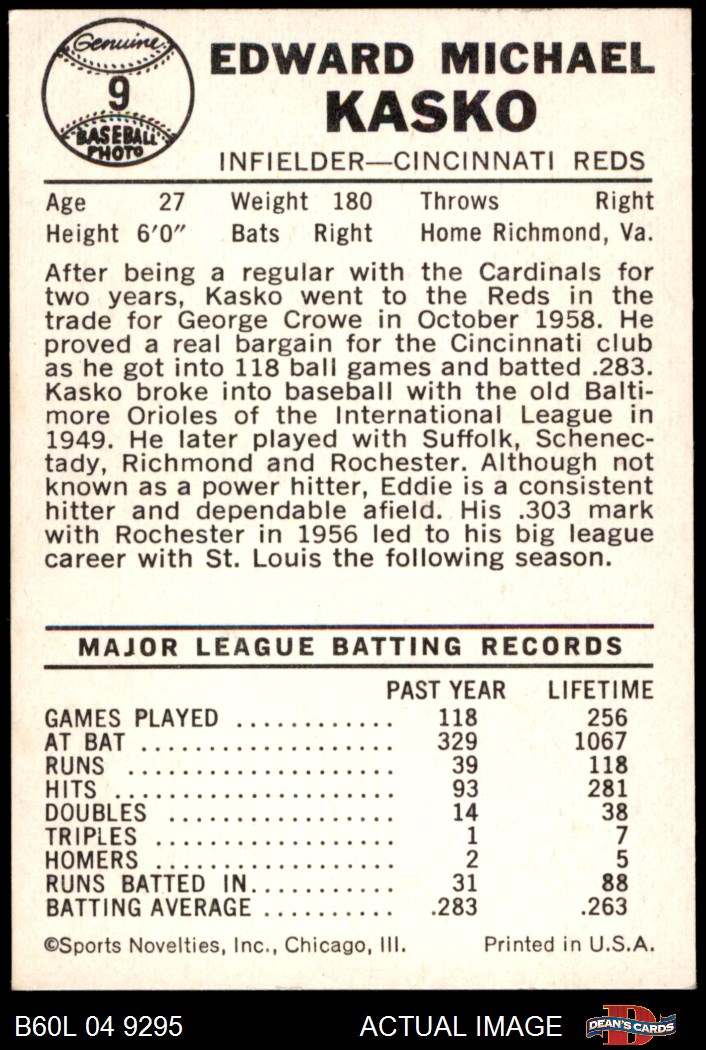 Genuine
9
BASEBALL
PHOTO
EDWARD MICHAEL
KASKO
INFIELDER—CINCINNATI REDS
Age 27 Weight 180 Throws Right
Height 6'0" Bats Right Home Richmond, Va.
After being a regular with the Cardinals for
two years, Kasko went to the Reds in the
trade for George Crowe in October 1958. He
proved a real bargain for the Cincinnati club
as he got into 118 ball games and batted .283.
Kasko broke into baseball with the old Balti-
more Orioles of the International League in
1949. He later played with Suffolk, Schenec-
tady, Richmond and Rochester. Although not
known as a power hitter, Eddie is a consistent
hitter and dependable afield. His .303 mark
with Rochester in 1956 led to his big league
career with St. Louis the following season.
MAJOR LEAGUE BATTING RECORDS
PAST YEAR LIFETIME
GAMES PLAYED ............ 118 256
AT BAT ................... 329 1067
RUNS .................... 39 118
HITS ..................... 93 281
DOUBLES ................. 14 38
TRIPLES .................. 1 7
HOMERS .................. 2 5
RUNS BATTED IN........... 31 88
BATTING AVERAGE .......... .283 .263
©Sports Novelties, Inc., Chicago, Ill. Printed in U.S.A.
B60L 04 9295 ACTUAL IMAGE D DEAN'S CARDS